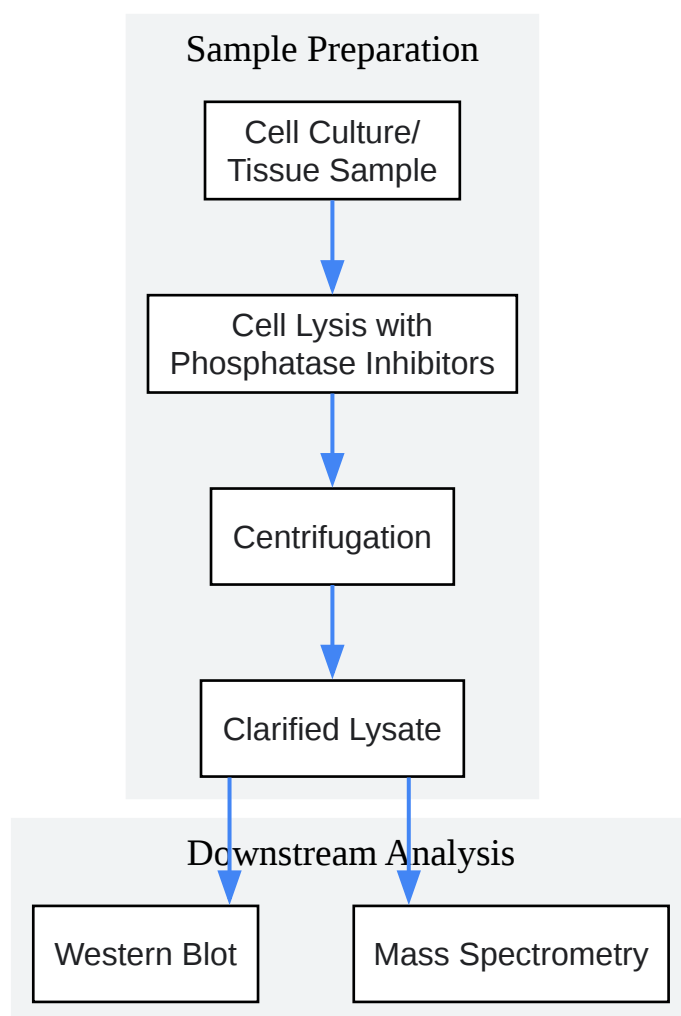 Sample Preparation
Cell Culture/
Tissue Sample
Cell Lysis with
Phosphatase Inhibitors
Centrifugation
Clarified Lysate
Downstream Analysis
Western Blot
Mass Spectrometry